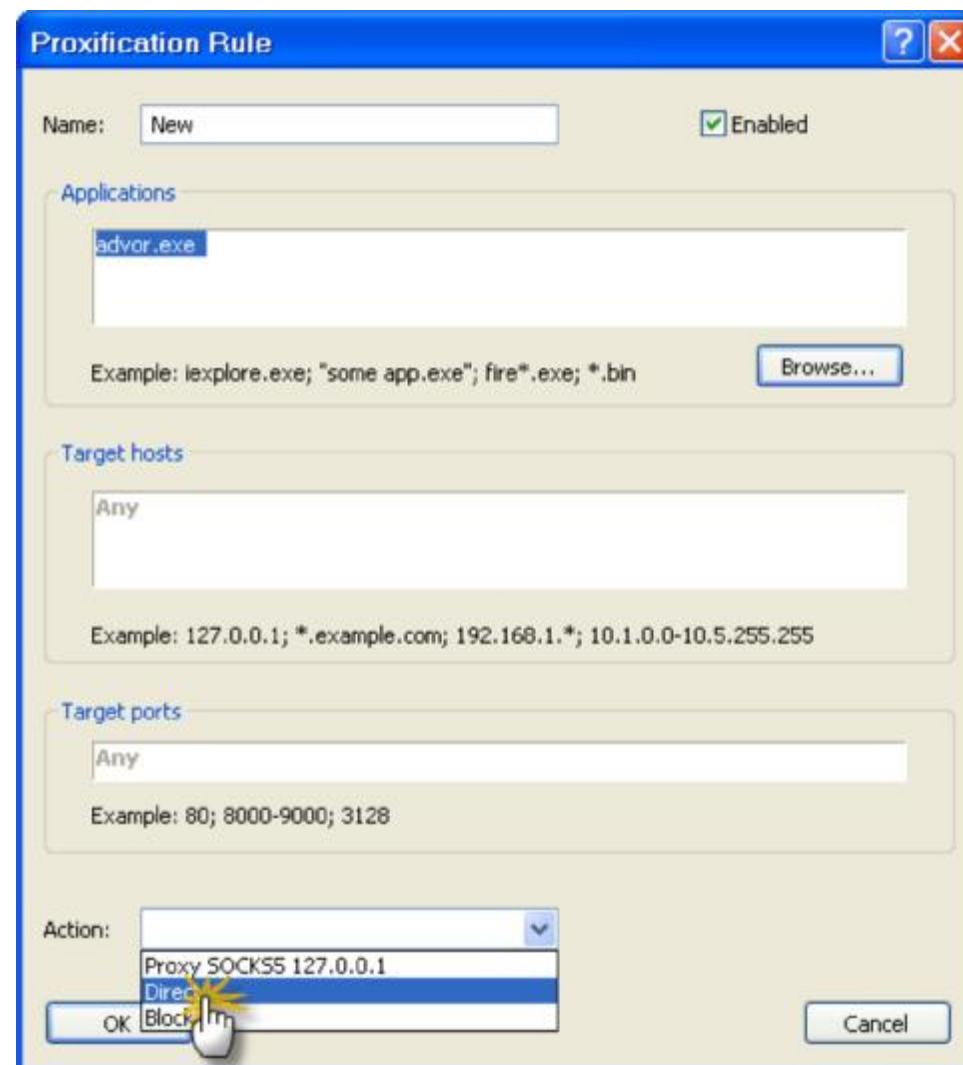 Proxification Rule
Name: New Enabled
Applications
advor.exe
Example: iexplore.exe; "some app.exe"; fire*.exe; *.bin Browse...
Target hosts
Any
Example: 127.0.0.1; *.example.com; 192.168.1.*; 10.1.0.0-10.5.255.255
Target ports
Any
Example: 80; 8000-9000; 3128
Action:
Proxy SOCKS5 127.0.0.1
Direct
Block
OK Cancel